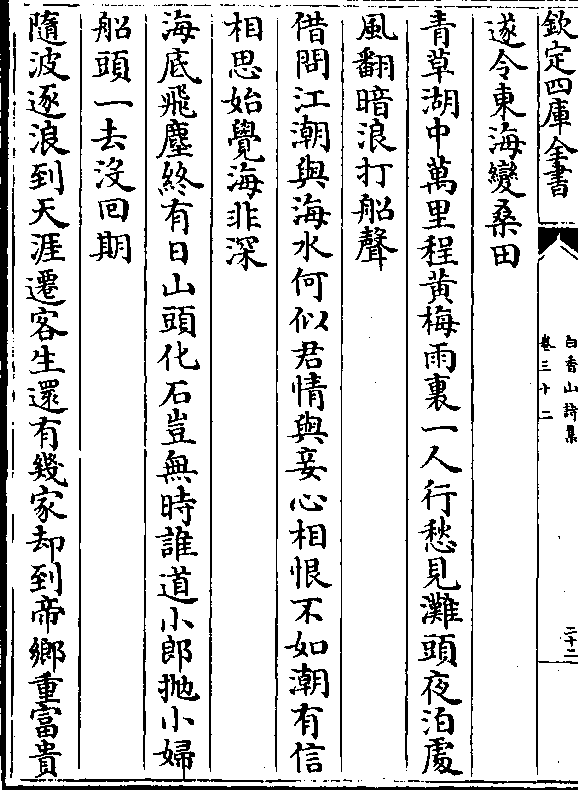 欽定四庫全書
白香山詩集
卷三十二
二十二
遂令東海變桑田
青草湖中萬里程黃梅雨裏一人行愁見灘頭夜泊處
風翻暗浪打船聲
借問江潮與海水何似君情與妾心相恨不如潮有信
相思始覺海非深
海底飛塵終有日山頭化石豈無時誰道小郎抛小婦
船頭一去沒回期
隨波逐浪到天涯遷客生還有幾家却到帝鄉重富貴